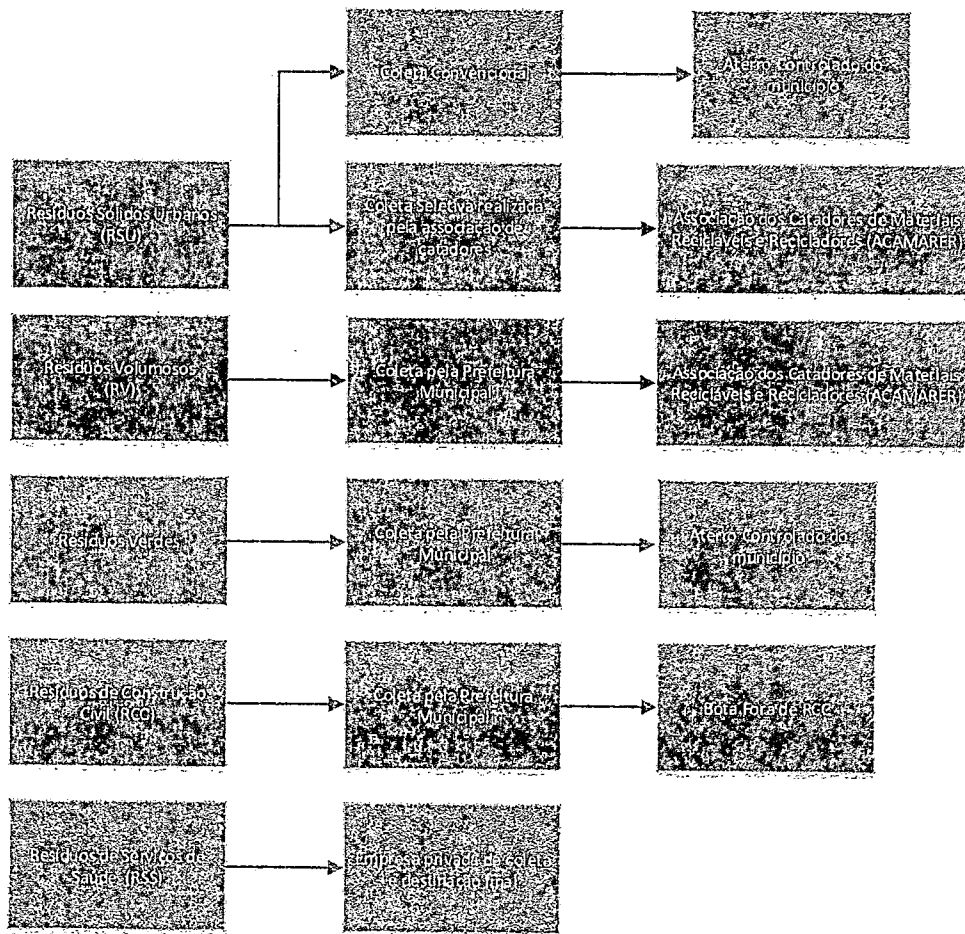 Coleta Convencional
Aterro Controlado do
município
Resíduos Sólidos Urbanos
(RSU)
Coleta seletiva realizada
pela associação de
catadores
Associação dos Catadores de Materiais
Recicláveis e Recicladores (ACAMARER)
Resíduos Volumosos
(RV)
Coleta pela Prefeitura
Municipal
Associação dos Catadores de Materiais
Recicláveis e Recicladores (ACAMARER)
Resíduos Verdes
Coleta pela Prefeitura
Municipal
Aterro Controlado do
município
Resíduos de Construção
Civil (RCC)
Coleta pela Prefeitura
Municipal
Bota Fora de RCC
Resíduos de Serviços de
Saúde (RSS)
Empresa privada de coleta
e destinação final